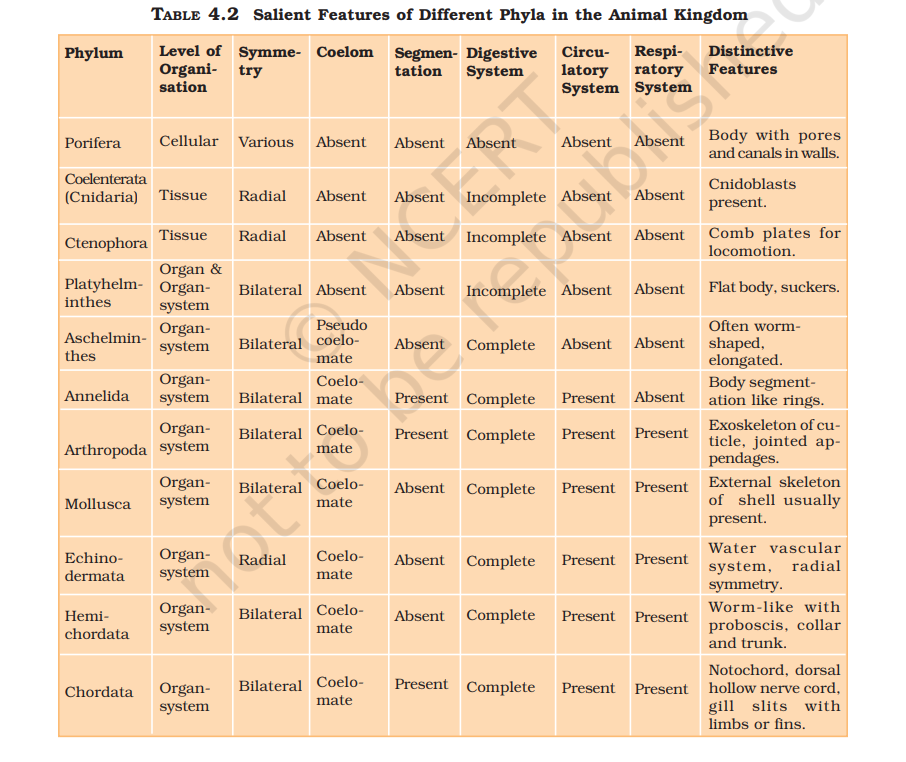 TABLE 4.2 Salient Features of Different Phyla in the Animal Kingdom
Phylum
Level of
Organi-
sation
Symme-
try
Coelom
Segmen-
tation
Digestive
System
Circu-
latory
System
Respi-
ratory
System
Distinctive
Features
Porifera
Cellular
Various
Absent
Absent
Absent
Absent
Absent
Body with pores
and canals in walls.
Coelenterata
(Cnidaria)
Tissue
Radial
Absent
Absent
Incomplete
Absent
Absent
Cnidoblasts
present.
Ctenophora
Tissue
Radial
Absent
Absent
Incomplete
Absent
Absent
Comb plates for
locomotion.
Platyhelm-
inthes
Organ &
Organ-
system
Bilateral
Absent
Absent
Incomplete
Absent
Absent
Flat body, suckers.
Aschelmin-
thes
Organ-
system
Bilateral
Pseudo
coelo-
mate
Absent
Complete
Absent
Absent
Often worm-
shaped,
elongated.
Annelida
Organ-
system
Bilateral
Coelo-
mate
Present
Complete
Present
Absent
Body segment-
ation like rings.
Arthropoda
Organ-
system
Bilateral
Coelo-
mate
Present
Complete
Present
Present
Exoskeleton of cu-
ticle, jointed ap-
pendages.
Mollusca
Organ-
system
Bilateral
Coelo-
mate
Absent
Complete
Present
Present
External skeleton
of shell usually
present.
Echino-
dermata
Organ-
system
Radial
Coelo-
mate
Absent
Complete
Present
Present
Water vascular
system, radial
symmetry.
Hemi-
chordata
Organ-
system
Bilateral
Coelo-
mate
Absent
Complete
Present
Present
Worm-like with
proboscis, collar
and trunk.
Chordata
Organ-
system
Bilateral
Coelo-
mate
Present
Complete
Present
Present
Notochord, dorsal
hollow nerve cord,
gill slits with
limbs or fins.
© NCERT
not to be republished